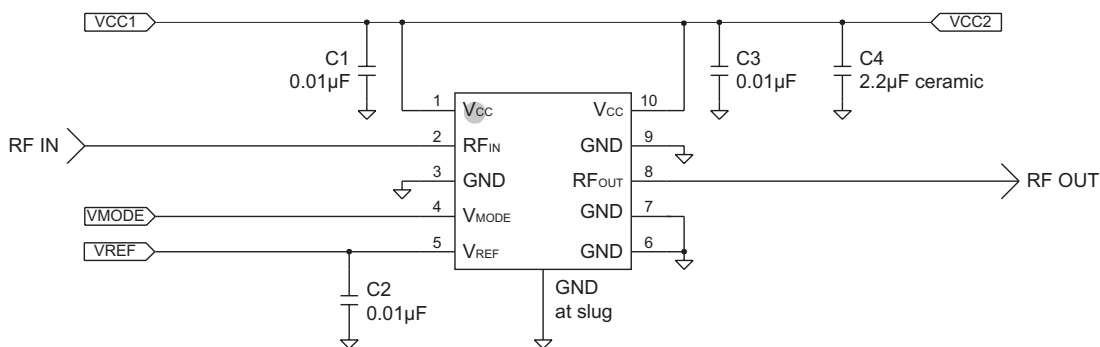 VCC1
VCC2
C1
0.01µF
C3
0.01µF
C4
2.2µF ceramic
1
VCC
VCC
10
RF IN
2
RFIN
GND
9
3
GND
RFOUT
8
RF OUT
VMODE
4
VMODE
GND
7
VREF
5
VREF
GND
6
C2
0.01µF
GND
at slug